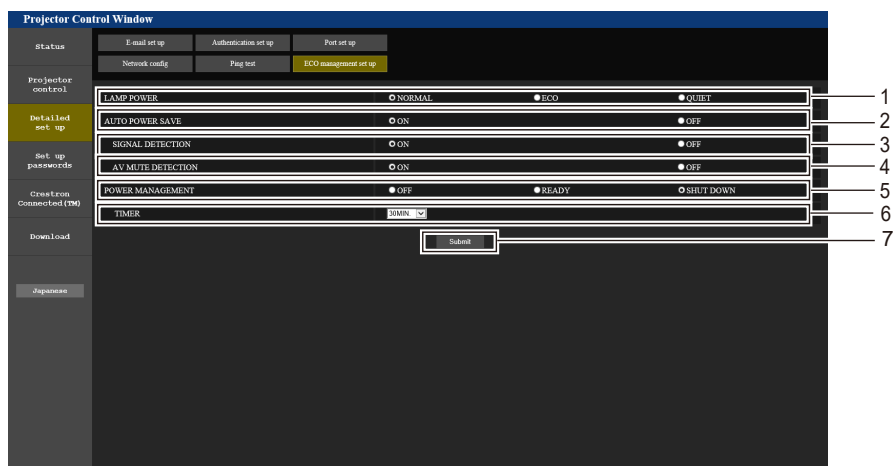 Projector Control Window
Status
E-mail set up
Authentication set up
Port set up
Network config
Ping test
ECO management set up
Projector
control
Detailed
set up
Set up
passwords
Crestron
Connected(TM)
Download
Japanese
LAMP POWER NORMAL ECO QUIET 1
AUTO POWER SAVE ON OFF 2
SIGNAL DETECTION ON OFF 3
AV MUTE DETECTION ON OFF 4
POWER MANAGEMENT OFF READY SHUT DOWN 5
TIMER 30MIN. 6
Submit 7